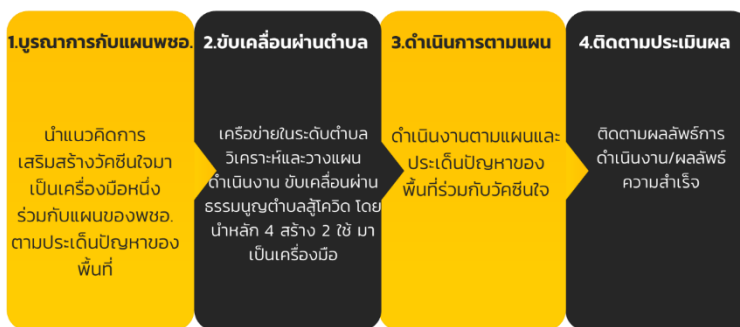 1.บูรณาการกับแผนพชอ.
นำแนวคิดการ
เสริมสร้างวัคซีนใจมา
เป็นเครื่องมือหนึ่ง
ร่วมกับแผนของพชอ.
ตามประเด็นปัญหาของ
พื้นที่
2.ขับเคลื่อนผ่านตำบล
เครือข่ายในระดับตำบล
วิเคราะห์และวางแผน
ดำเนินงาน ขับเคลื่อนผ่าน
ธรรมนูญตำบลสู้โควิด โดย
นำหลัก 4 สร้าง 2 ใช้ มา
เป็นเครื่องมือ
3.ดำเนินการตามแผน
ดำเนินงานตามแผนและ
ประเด็นปัญหาของ
พื้นที่ร่วมกับวัคซีนใจ
4.ติดตามประเมินผล
ติดตามผลลัพธ์การ
ดำเนินงาน/ผลลัพธ์
ความสำเร็จ